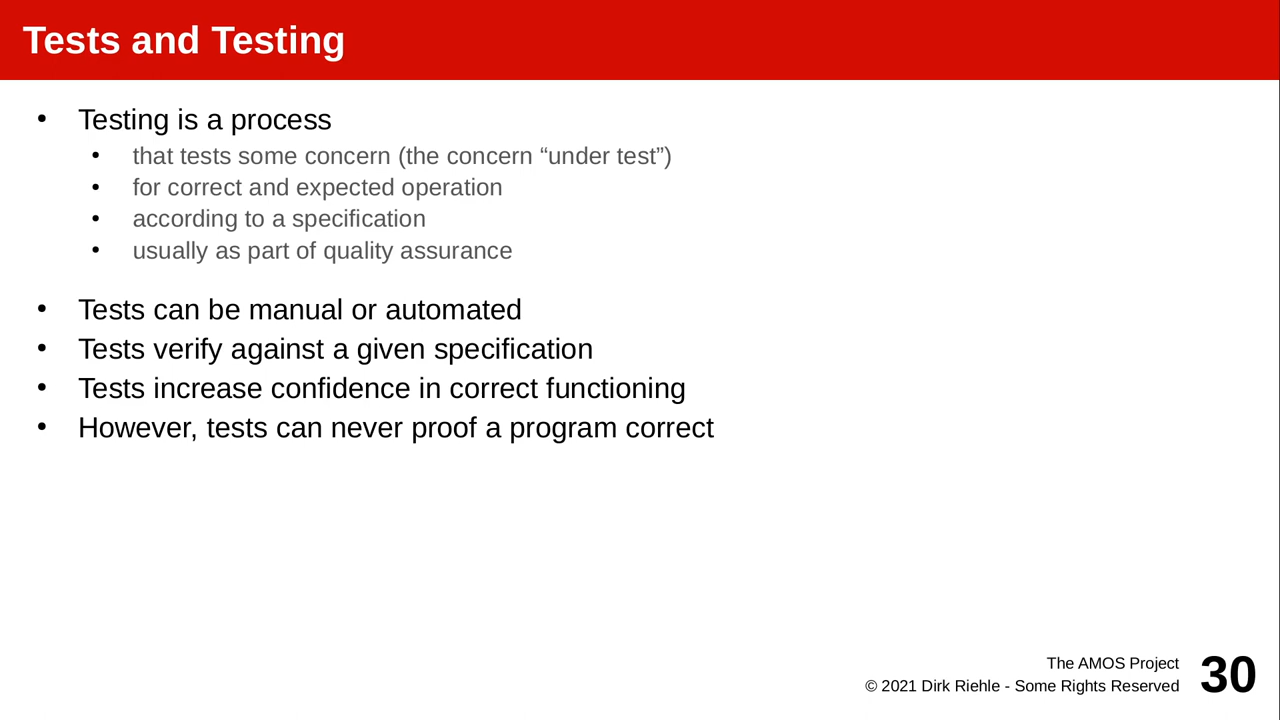 Tests and Testing
• Testing is a process
• that tests some concern (the concern “under test”)
• for correct and expected operation
• according to a specification
• usually as part of quality assurance
• Tests can be manual or automated
• Tests verify against a given specification
• Tests increase confidence in correct functioning
• However, tests can never proof a program correct
The AMOS Project
© 2021 Dirk Riehle - Some Rights Reserved
30